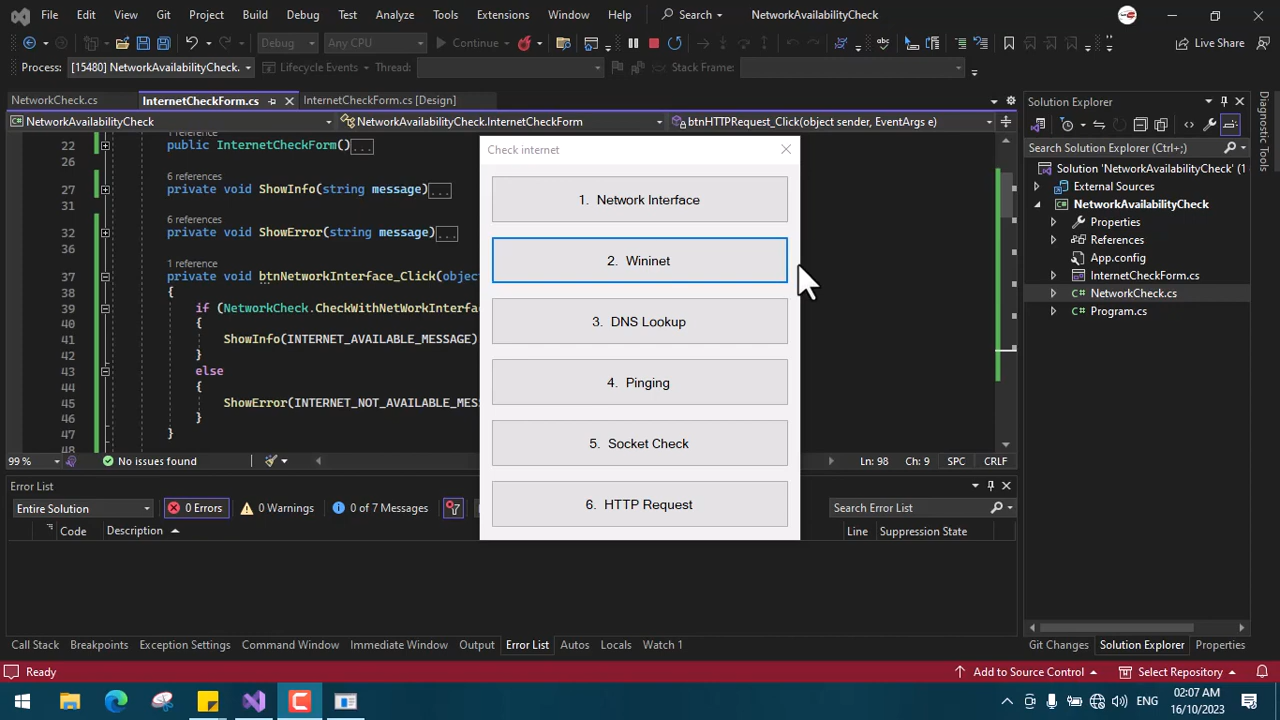 File Edit View Git Project Build Debug Test Analyze Tools Extensions Window Help Search NetworkAvailabilityCheck
Debug Any CPU Continue Live Share
Process: [15480] NetworkAvailabilityCheck. Lifecycle Events Thread: Stack Frame:
NetworkCheck.cs InternetCheckForm.cs InternetCheckForm.cs [Design]
NetworkAvailabilityCheck NetworkAvailabilityCheck.InternetCheckForm btnHTTPRequest_Click(object sender, EventArgs e)
1 reference
22 public InternetCheckForm()...
26
6 references
27 private void ShowInfo(string message)...
31
6 references
32 private void ShowError(string message)...
36
1 reference
37 private void btnNetworkInterface_Click(objec
38 {
39 if (NetworkCheck.CheckWithNetWorkInterfa
40 {
41 ShowInfo(INTERNET_AVAILABLE_MESSAGE)
42 }
43 else
44 {
45 ShowError(INTERNET_NOT_AVAILABLE_MES
46 }
47 }
48
99 % No issues found Ln: 98 Ch: 9 SPC CRLF
Check internet
1. Network Interface
2. Wininet
3. DNS Lookup
4. Pinging
5. Socket Check
6. HTTP Request
Error List
Entire Solution 0 Errors 0 Warnings 0 of 7 Messages Search Error List
Code Description Line Suppression State
Call Stack Breakpoints Exception Settings Command Window Immediate Window Output Error List Autos Locals Watch 1
Solution Explorer
Search Solution Explorer (Ctrl+;)
Solution 'NetworkAvailabilityCheck' (1
External Sources
NetworkAvailabilityCheck
Properties
References
App.config
InternetCheckForm.cs
NetworkCheck.cs
Program.cs
Git Changes Solution Explorer Properties
Diagnostic Tools
Ready Add to Source Control Select Repository
ENG 02:07 AM
16/10/2023